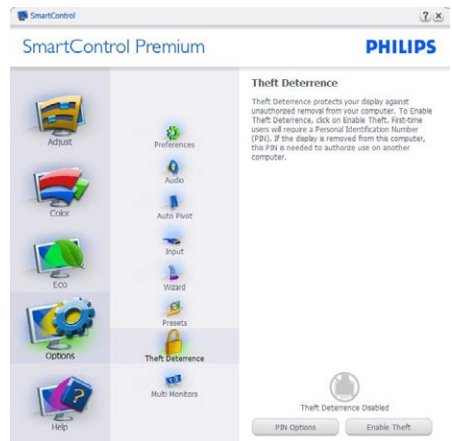 SmartControl
?
×
SmartControl Premium
PHILIPS
Adjust
Color
Eco
Options
Help
Preferences
Audio
Auto Pivot
Input
Wizard
Presets
Theft Deterrence
Multi Monitors
Theft Deterrence
Theft Deterrence protects your display against
unauthorized removal from your computer. To Enable
Theft Deterrence, click on Enable Theft. First-time
users will require a Personal Identification Number
(PIN). If the display is removed from this computer,
this PIN is needed to authorize use on another
computer.
Theft Deterrence Disabled
PIN Options
Enable Theft